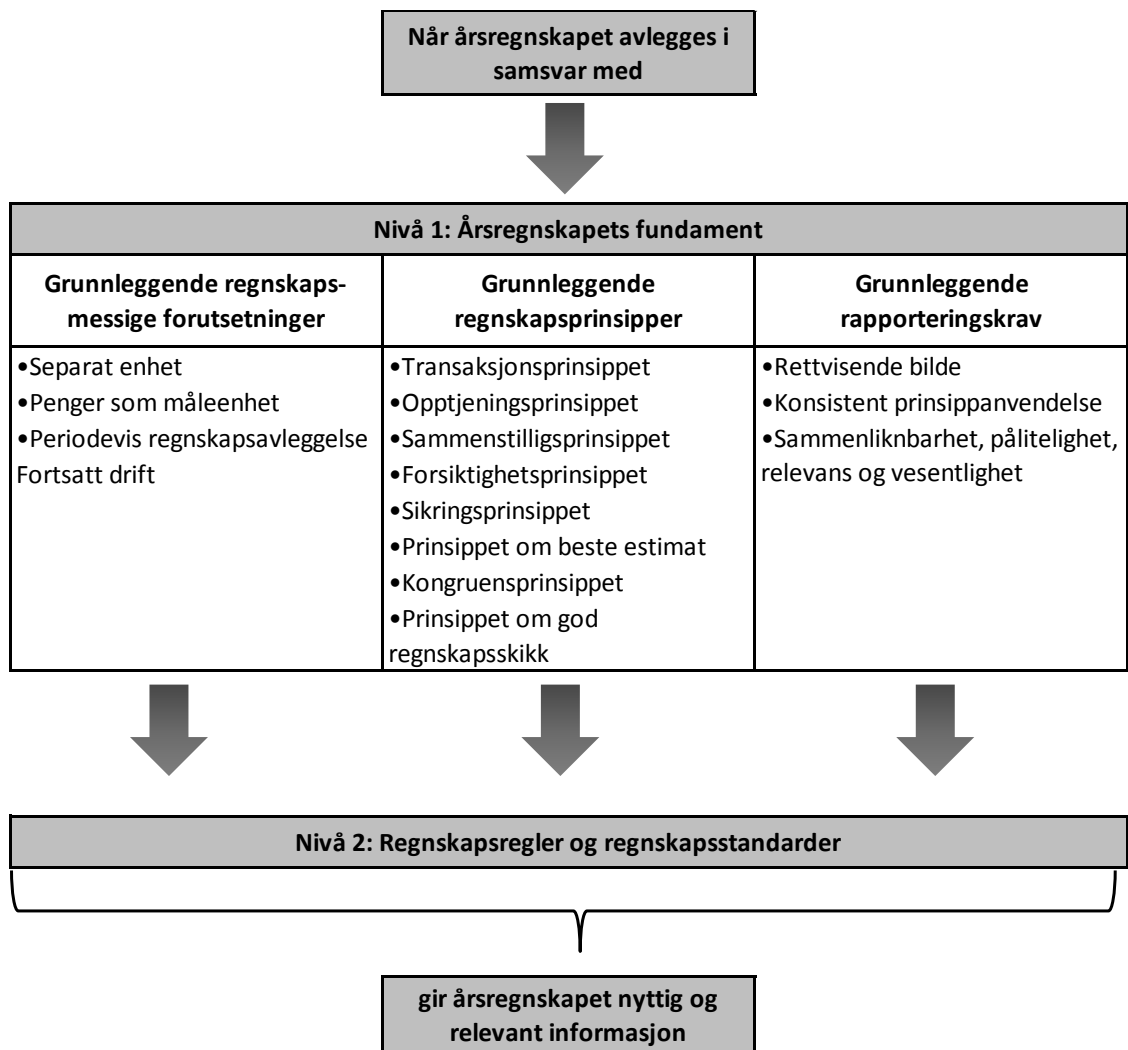 Når årsregnskapet avlegges i
samsvar med
Nivå 1: Årsregnskapets fundament
Grunnleggende regnskaps-
messige forutsetninger
•Separat enhet
•Penger som måleenhet
•Periodevis regnskapsavleggelse
Fortsatt drift
Grunnleggende
regnskapsprinsipper
•Transaksjonsprinsippet
•Opptjeningsprinsippet
•Sammenstilligsprinsippet
•Forsiktighetsprinsippet
•Sikringsprinsippet
•Prinsippet om beste estimat
•Kongruensprinsippet
•Prinsippet om god
regnskapsskikk
Grunnleggende
rapporteringskrav
•Rettvisende bilde
•Konsistent prinsippanvendelse
•Sammenliknbarhet, pålitelighet,
relevans og vesentlighet
Nivå 2: Regnskapsregler og regnskapsstandarder
gir årsregnskapet nyttig og
relevant informasjon